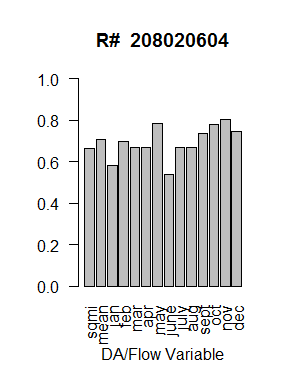 R# 208020604
1.0
0.8
0.6
0.4
0.2
0.0
sqmi
mean
jan
feb
mar
apr
may
june
july
aug
sept
oct
nov
dec
DA/Flow Variable